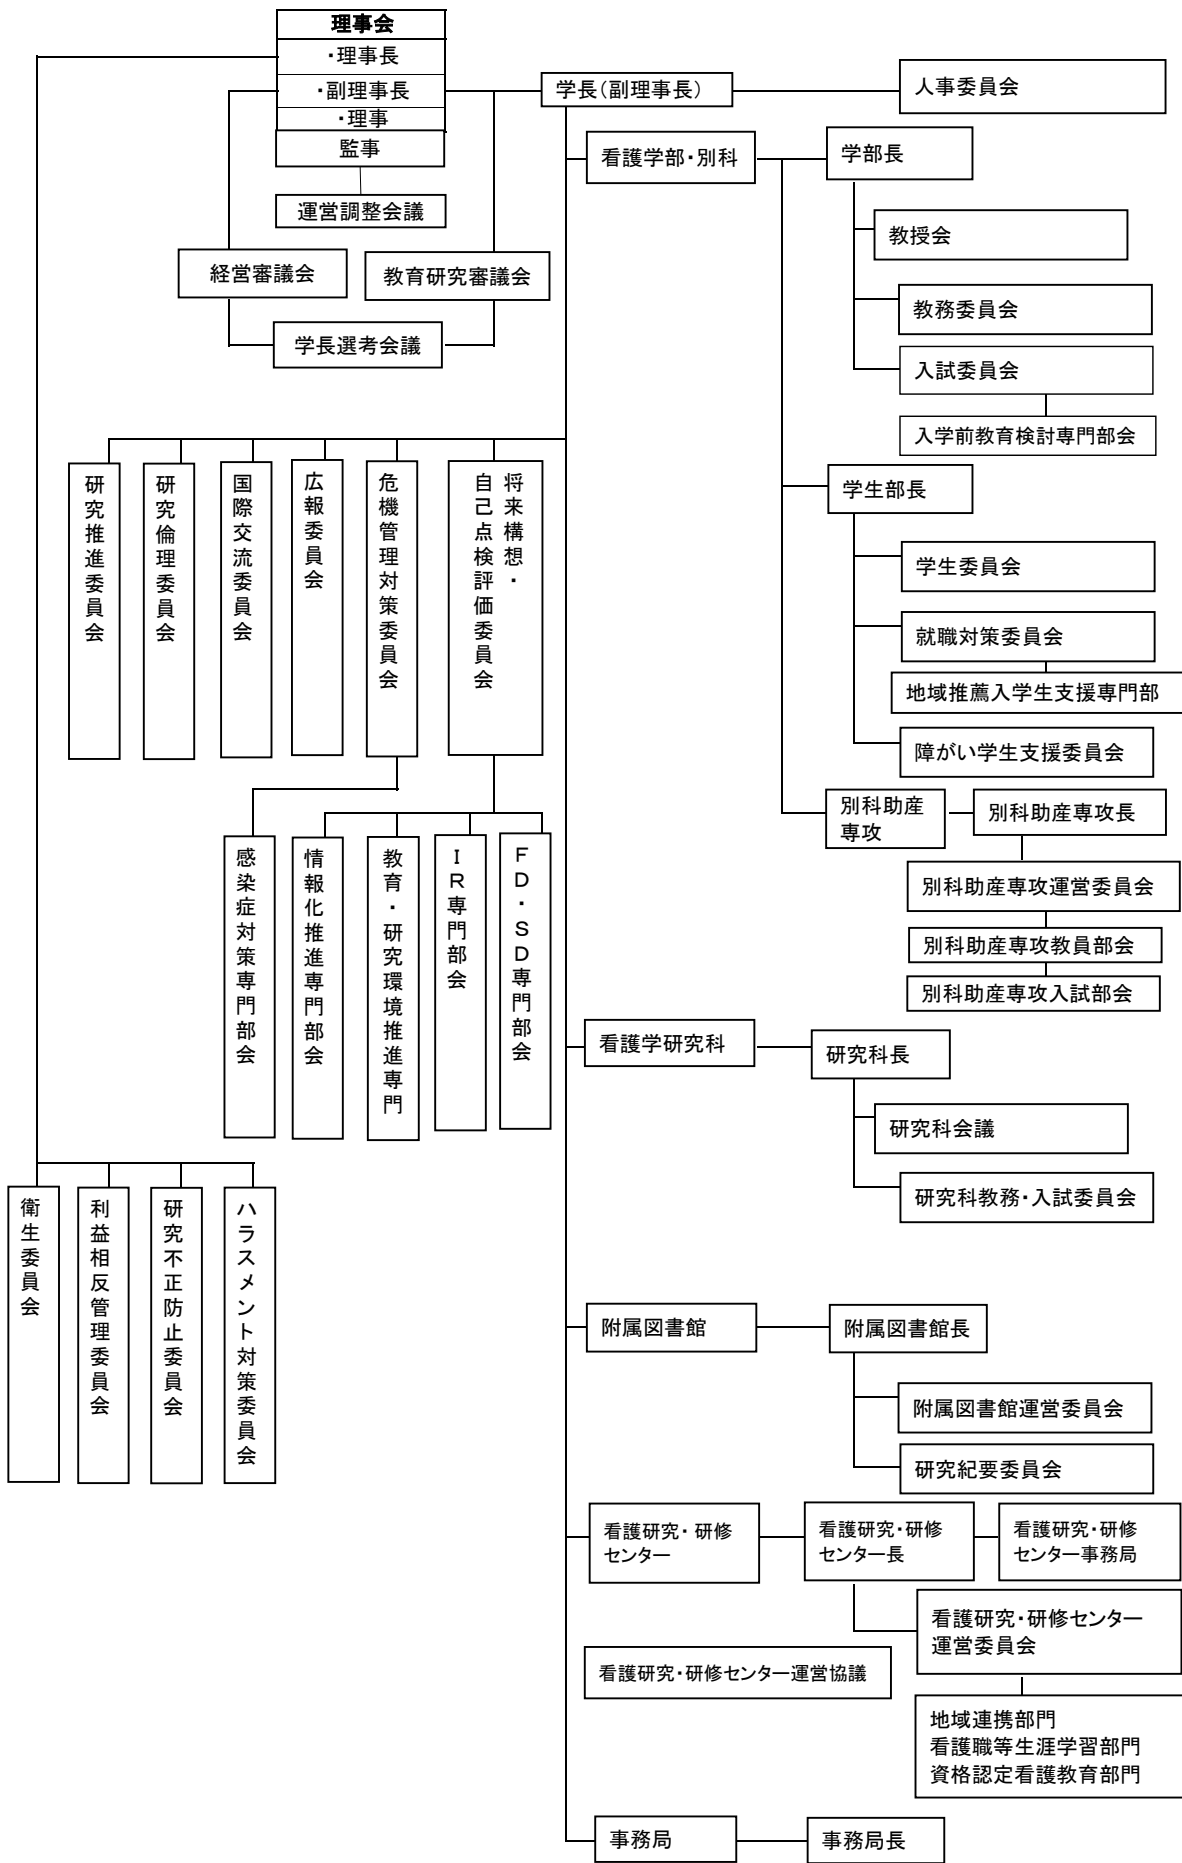 理事会
・理事長
・副理事長
・理事
監事
運営調整会議
経営審議会
教育研究審議会
学長選考会議
学長(副理事長)
人事委員会
看護学部・別科
学部長
教授会
教務委員会
入試委員会
入学前教育検討専門部会
学生部長
学生委員会
就職対策委員会
地域推薦入学生支援専門部
障がい学生支援委員会
別科助産
専攻
別科助産専攻長
別科助産専攻運営委員会
別科助産専攻教員部会
別科助産専攻入試部会
研究推進委員会
研究倫理委員会
国際交流委員会
広報委員会
危機管理対策委員会
将来構想・
自己点検評価委員会
感染症対策専門部会
情報化推進専門部会
教育・研究環境推進専門
IR専門部会
FD・SD専門部会
衛生委員会
利益相反管理委員会
研究不正防止委員会
ハラスメント対策委員会
看護学研究科
研究科長
研究科会議
研究科教務・入試委員会
附属図書館
附属図書館長
附属図書館運営委員会
研究紀要委員会
看護研究・研修
センター
看護研究・研修
センター長
看護研究・研修
センター事務局
看護研究・研修センター
運営委員会
看護研究・研修センター運営協議
地域連携部門
看護職等生涯学習部門
資格認定看護教育部門
事務局
事務局長